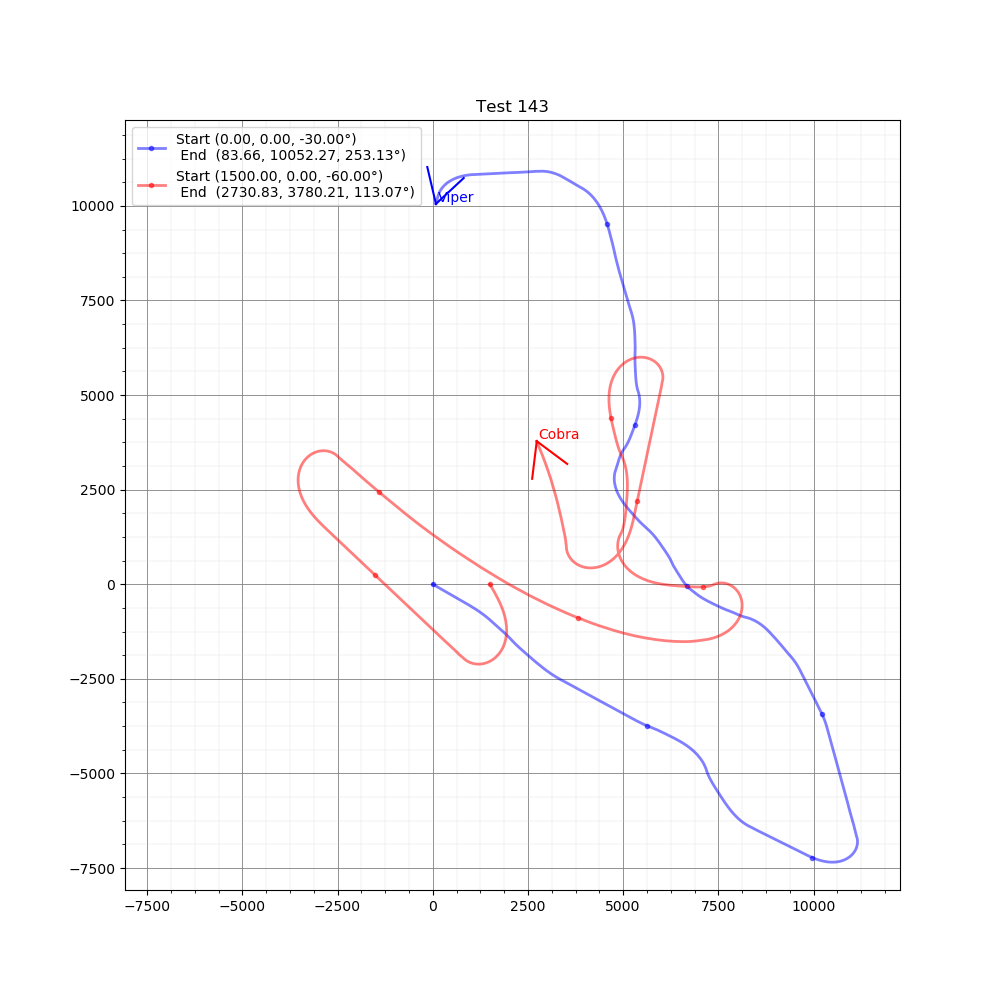 Test 143
Start (0.00, 0.00, -30.00°)
End (83.66, 10052.27, 253.13°)
Start (1500.00, 0.00, -60.00°)
End (2730.83, 3780.21, 113.07°)
Viper
Cobra
10000
7500
5000
2500
0
−2500
−5000
−7500
−7500 −5000 −2500 0 2500 5000 7500 10000